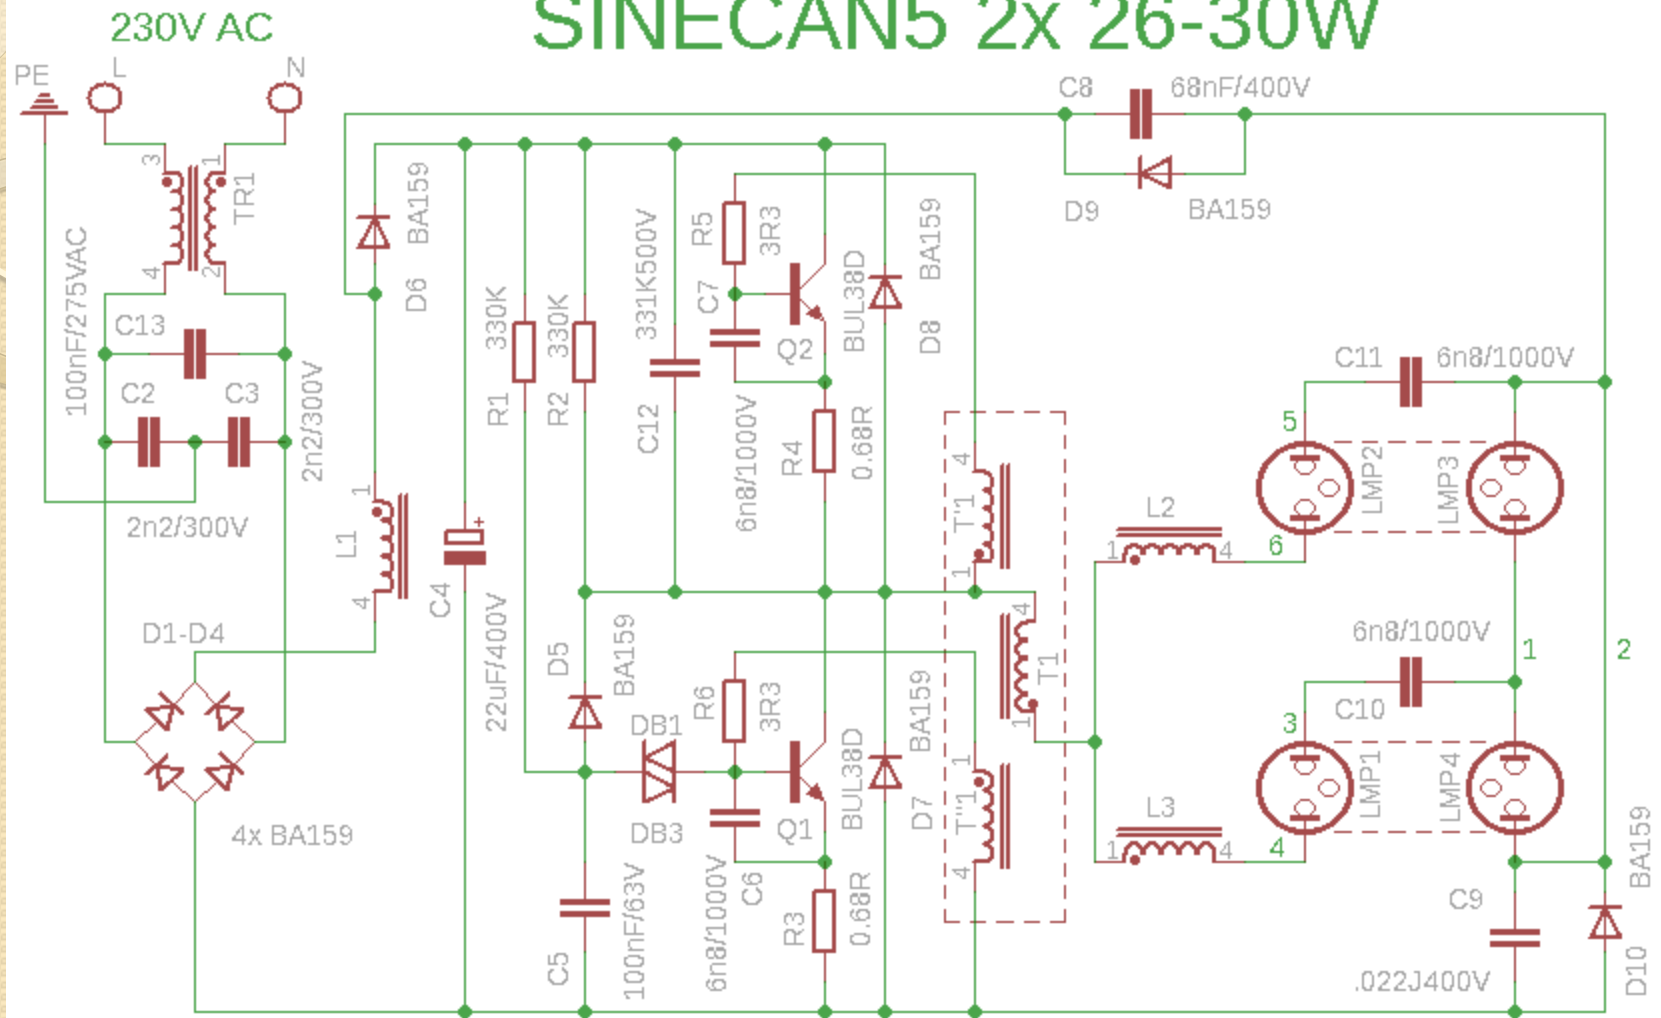 SINECAN5 2x 26-30W
230V AC
PE
L
N
C8
68nF/400V
D9
BA159
3
1
TR1
4
2
100nF/275VAC
C13
C2
C3
2n2/300V
2n2/300V
BA159
D6
L1
1
4
C4
+
22uF/400V
D1-D4
4x BA159
330K
R1
330K
R2
331K500V
C12
R5
3R3
C7
6n8/1000V
Q2
BUL38D
R4
0.68R
BA159
D8
D5
BA159
DB1
DB3
R6
3R3
C6
6n8/1000V
Q1
BUL38D
R3
0.68R
BA159
D7
C5
100nF/63V
4
T'1
1
4
T1
1
1
T"1
4
L2
1
4
L3
1
4
C11
6n8/1000V
5
6
LMP2
LMP3
6n8/1000V
C10
1
2
3
4
LMP1
LMP4
C9
.022J400V
BA159
D10